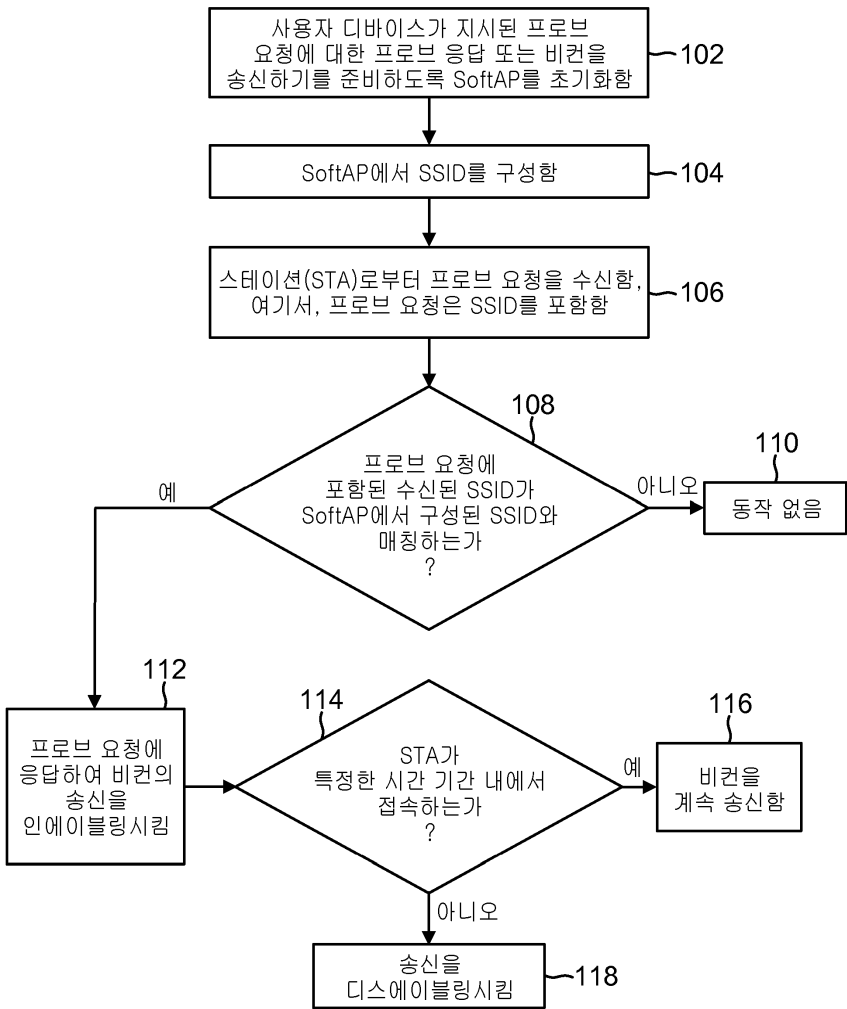 사용자 디바이스가 지시된 프로브
요청에 대한 프로브 응답 또는 비컨을
송신하기를 준비하도록 SoftAP를 초기화함
102
SoftAP에서 SSID를 구성함
104
스테이션(STA)로부터 프로브 요청을 수신함,
여기서, 프로브 요청은 SSID를 포함함
106
108
프로브 요청에
포함된 수신된 SSID가
SoftAP에서 구성된 SSID와
매칭하는가
?
예
아니오
110
동작 없음
112
프로브 요청에
응답하여 비컨의
송신을
인에이블링시킴
114
STA가
특정한 시간 기간 내에서
접속하는가
?
예
116
비컨을
계속 송신함
아니오
송신을
디스에이블링시킴
118